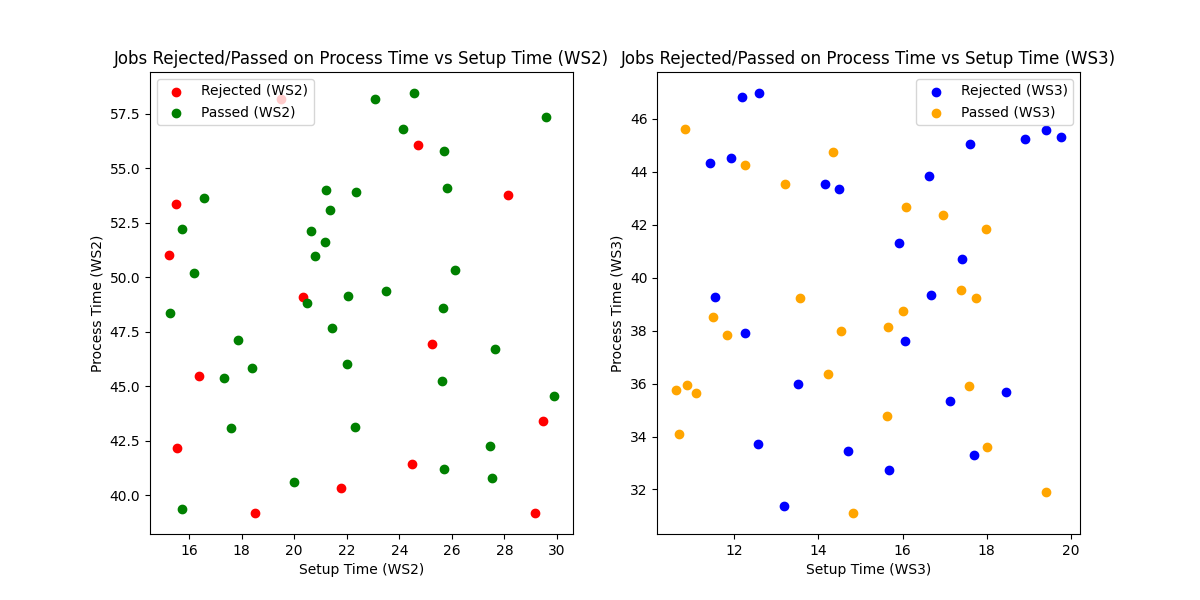 Jobs Rejected/Passed on Process Time vs Setup Time (WS2)
Rejected (WS2)
Passed (WS2)
57.5
55.0
52.5
50.0
47.5
45.0
42.5
40.0
Process Time (WS2)
16 18 20 22 24 26 28 30
Setup Time (WS2)
Jobs Rejected/Passed on Process Time vs Setup Time (WS3)
Rejected (WS3)
Passed (WS3)
46
44
42
40
38
36
34
32
Process Time (WS3)
12 14 16 18 20
Setup Time (WS3)